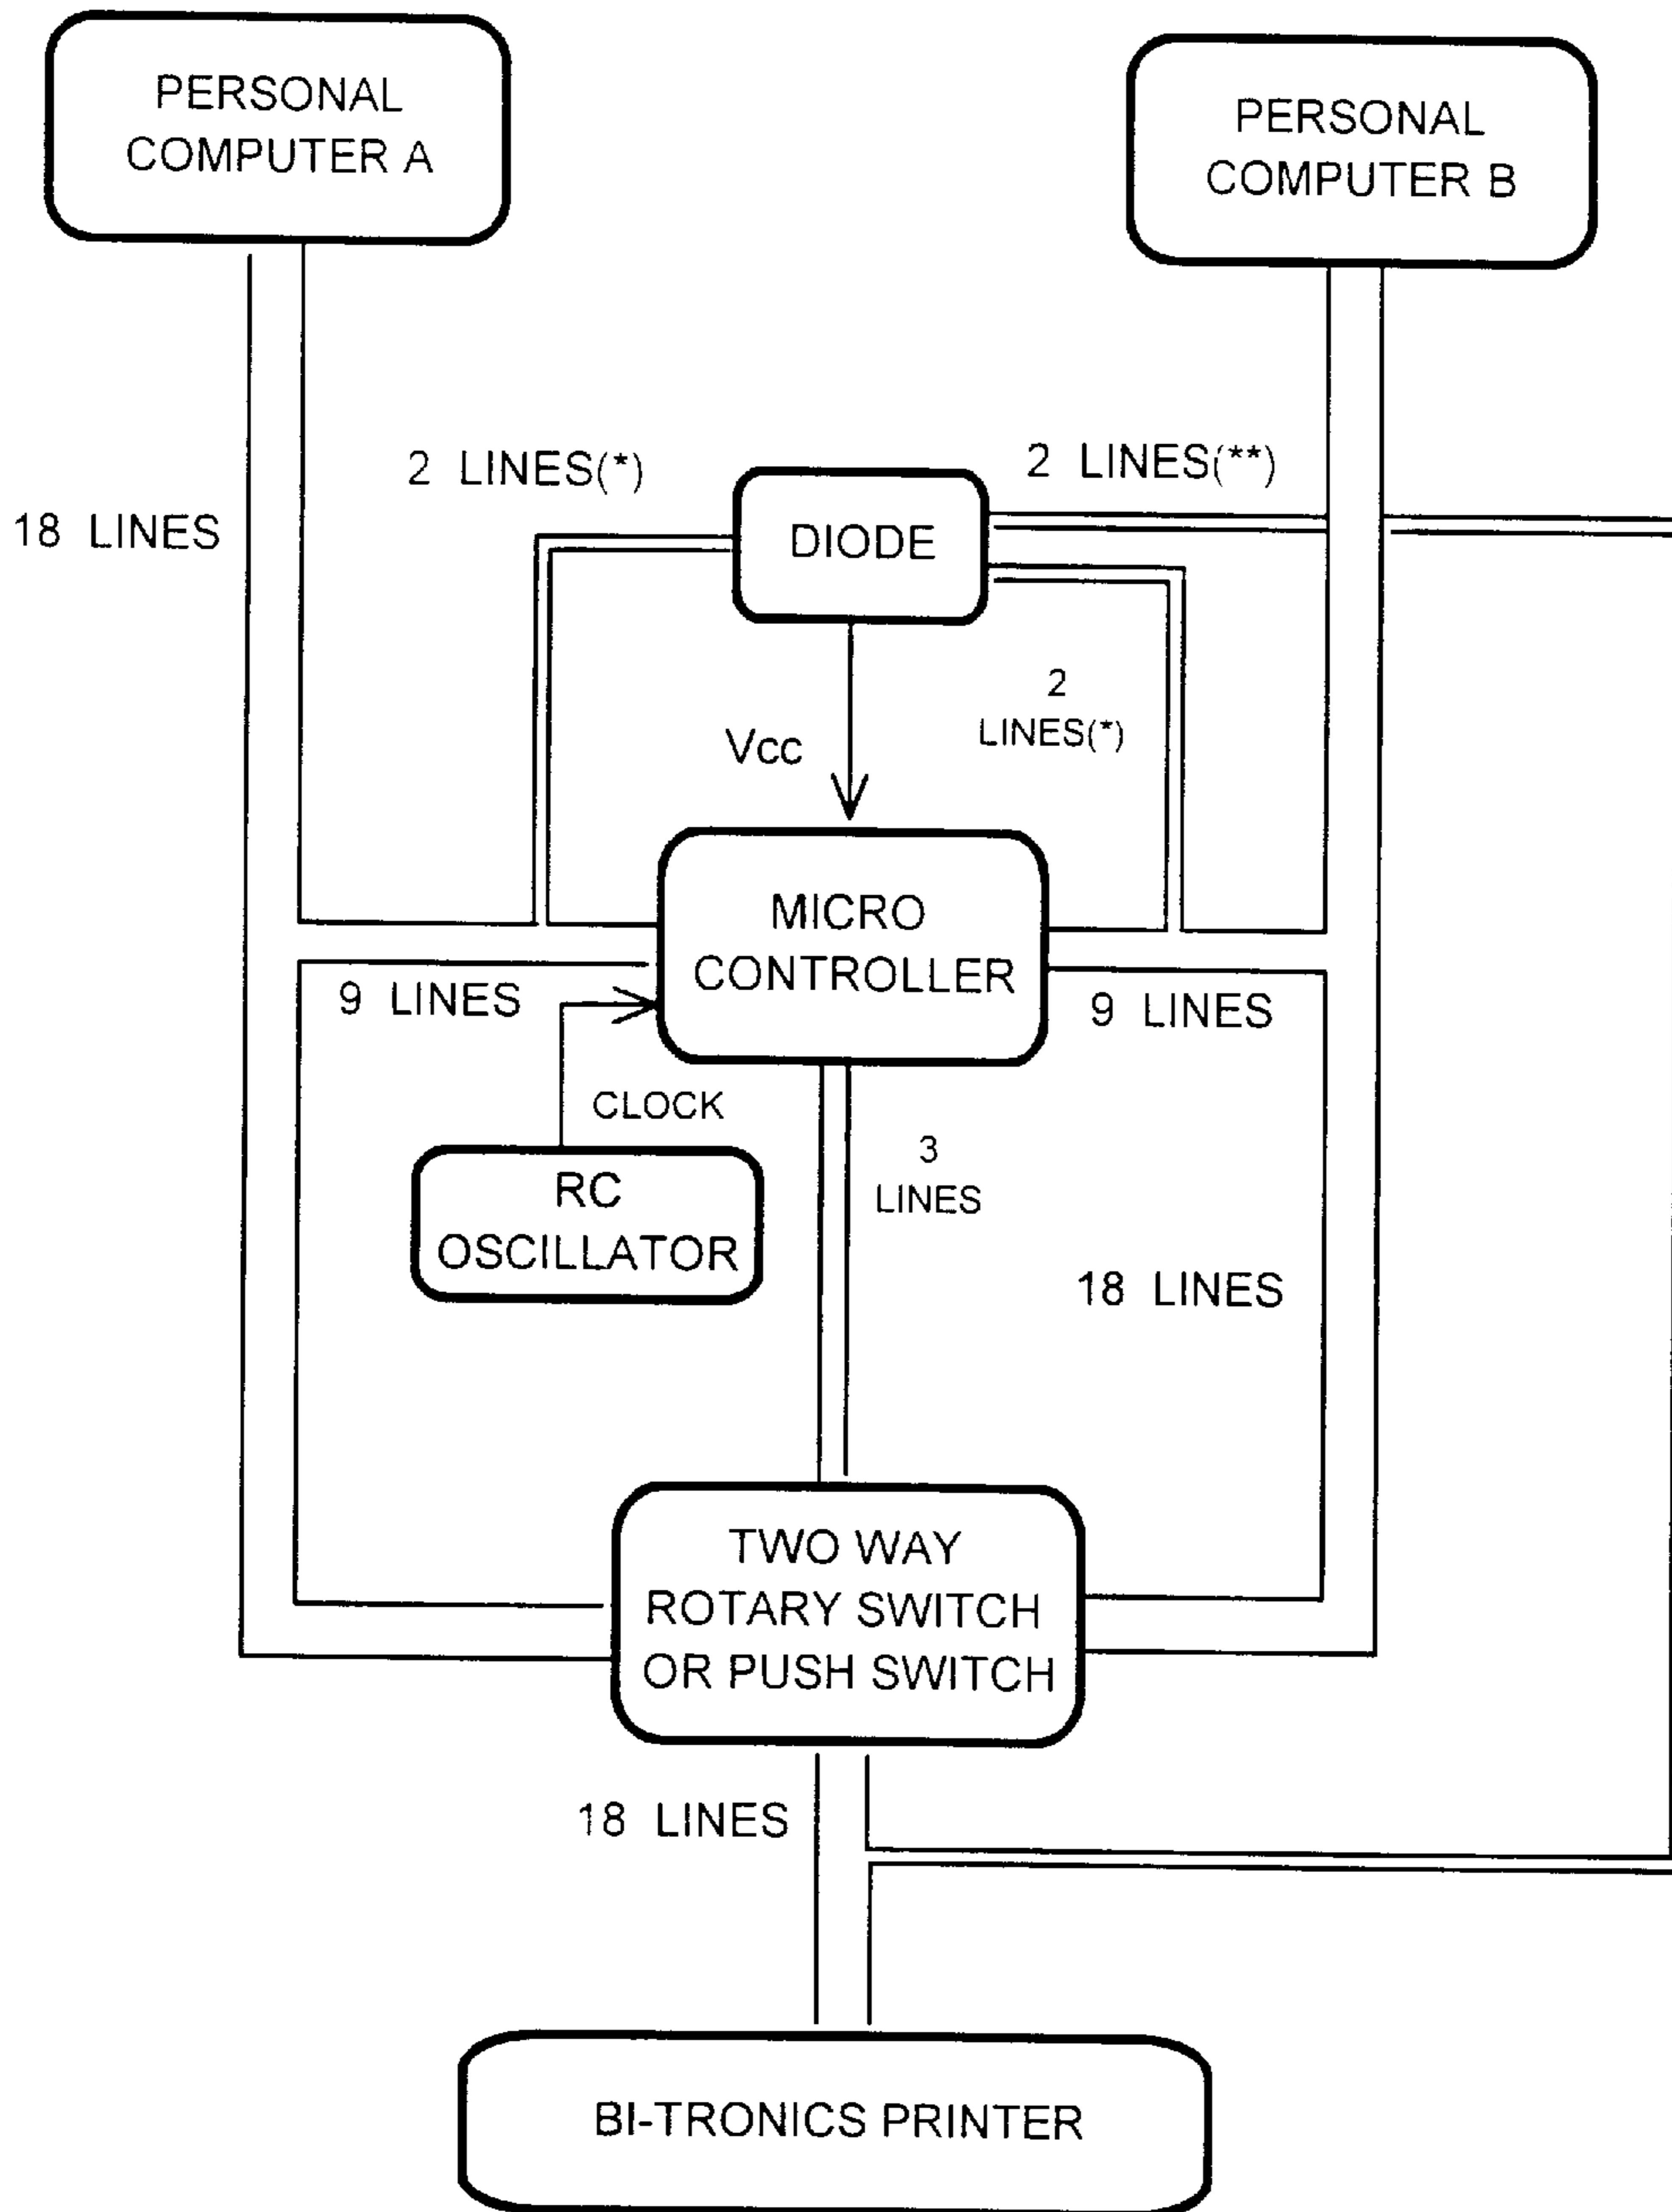 PERSONAL
COMPUTER A
PERSONAL
COMPUTER B
2 LINES(*)
2 LINES(**)
18 LINES
DIODE
2
LINES(*)
Vcc
MICRO
CONTROLLER
9 LINES
9 LINES
CLOCK
3
LINES
RC
OSCILLATOR
18 LINES
TWO WAY
ROTARY SWITCH
OR PUSH SWITCH
18 LINES
BI-TRONICS PRINTER